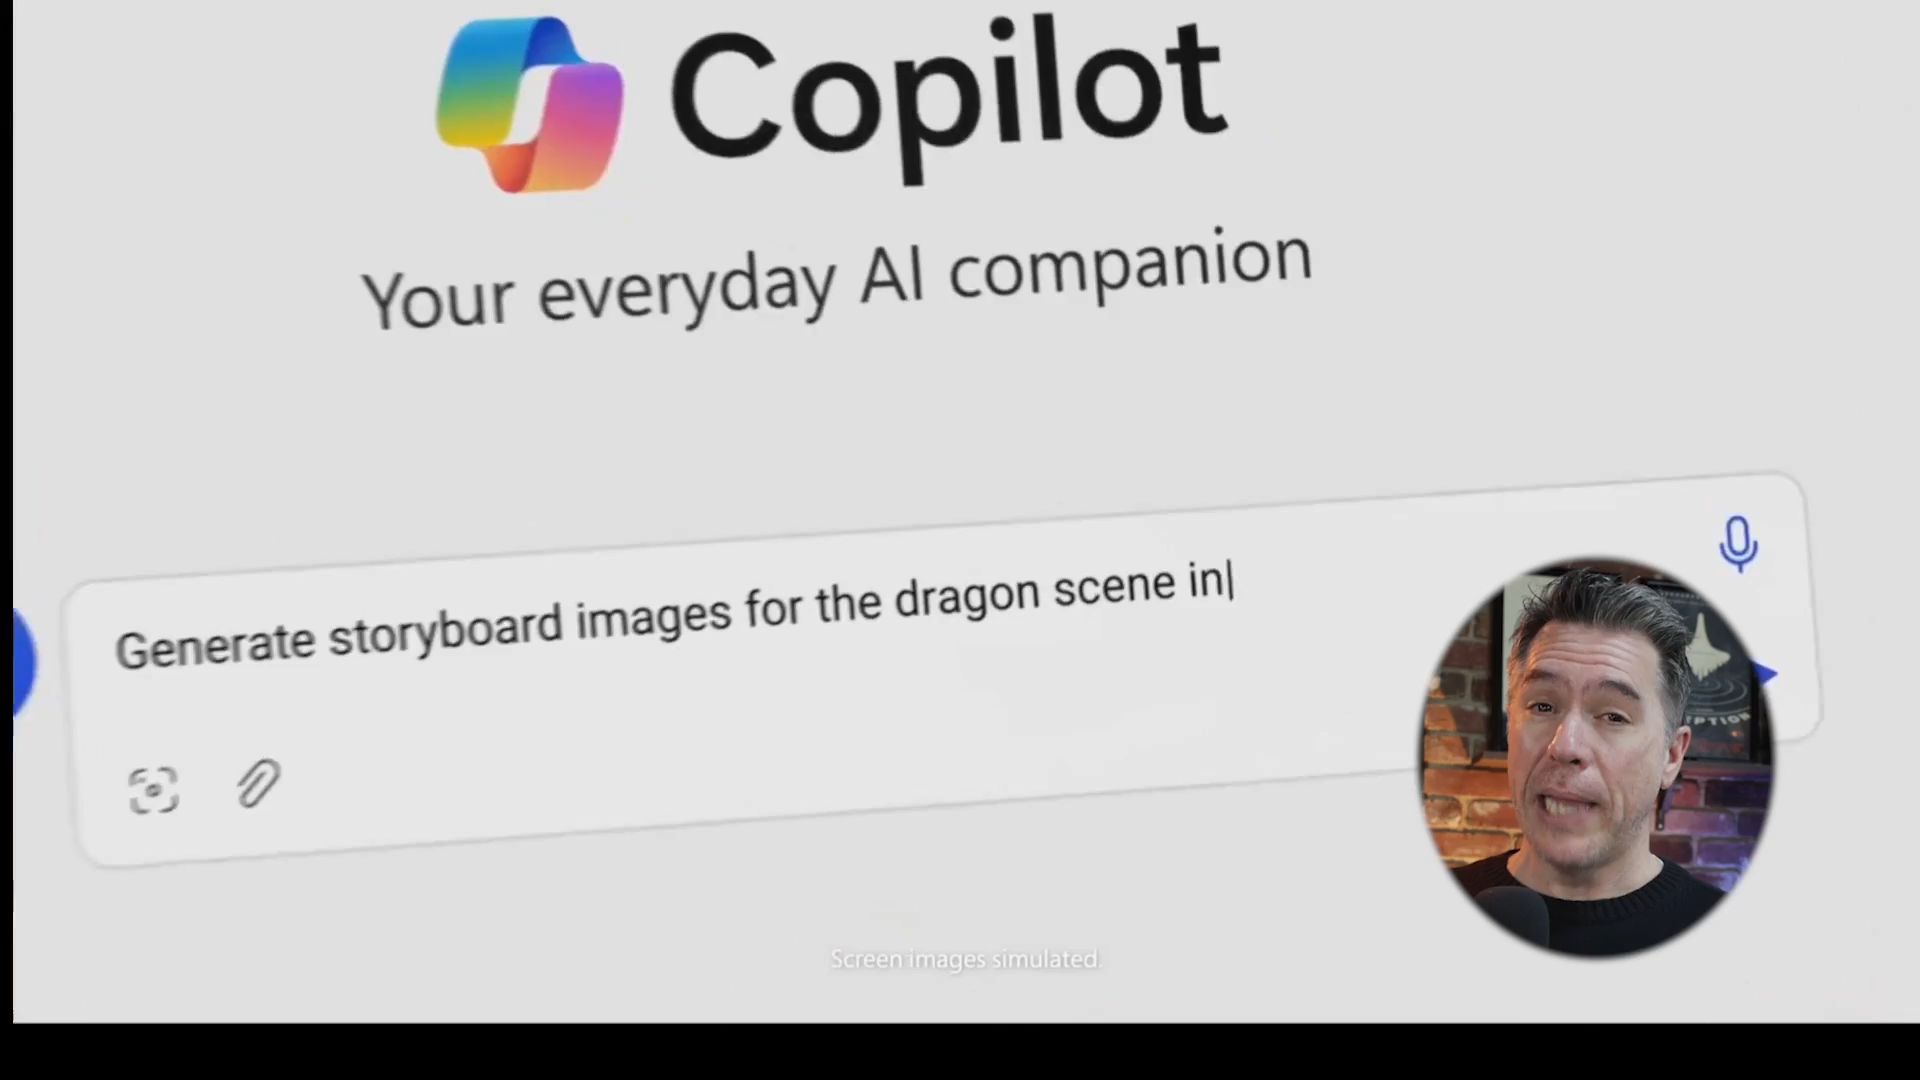 Copilot
Your everyday AI companion
Generate storyboard images for the dragon scene in
Screen images simulated.